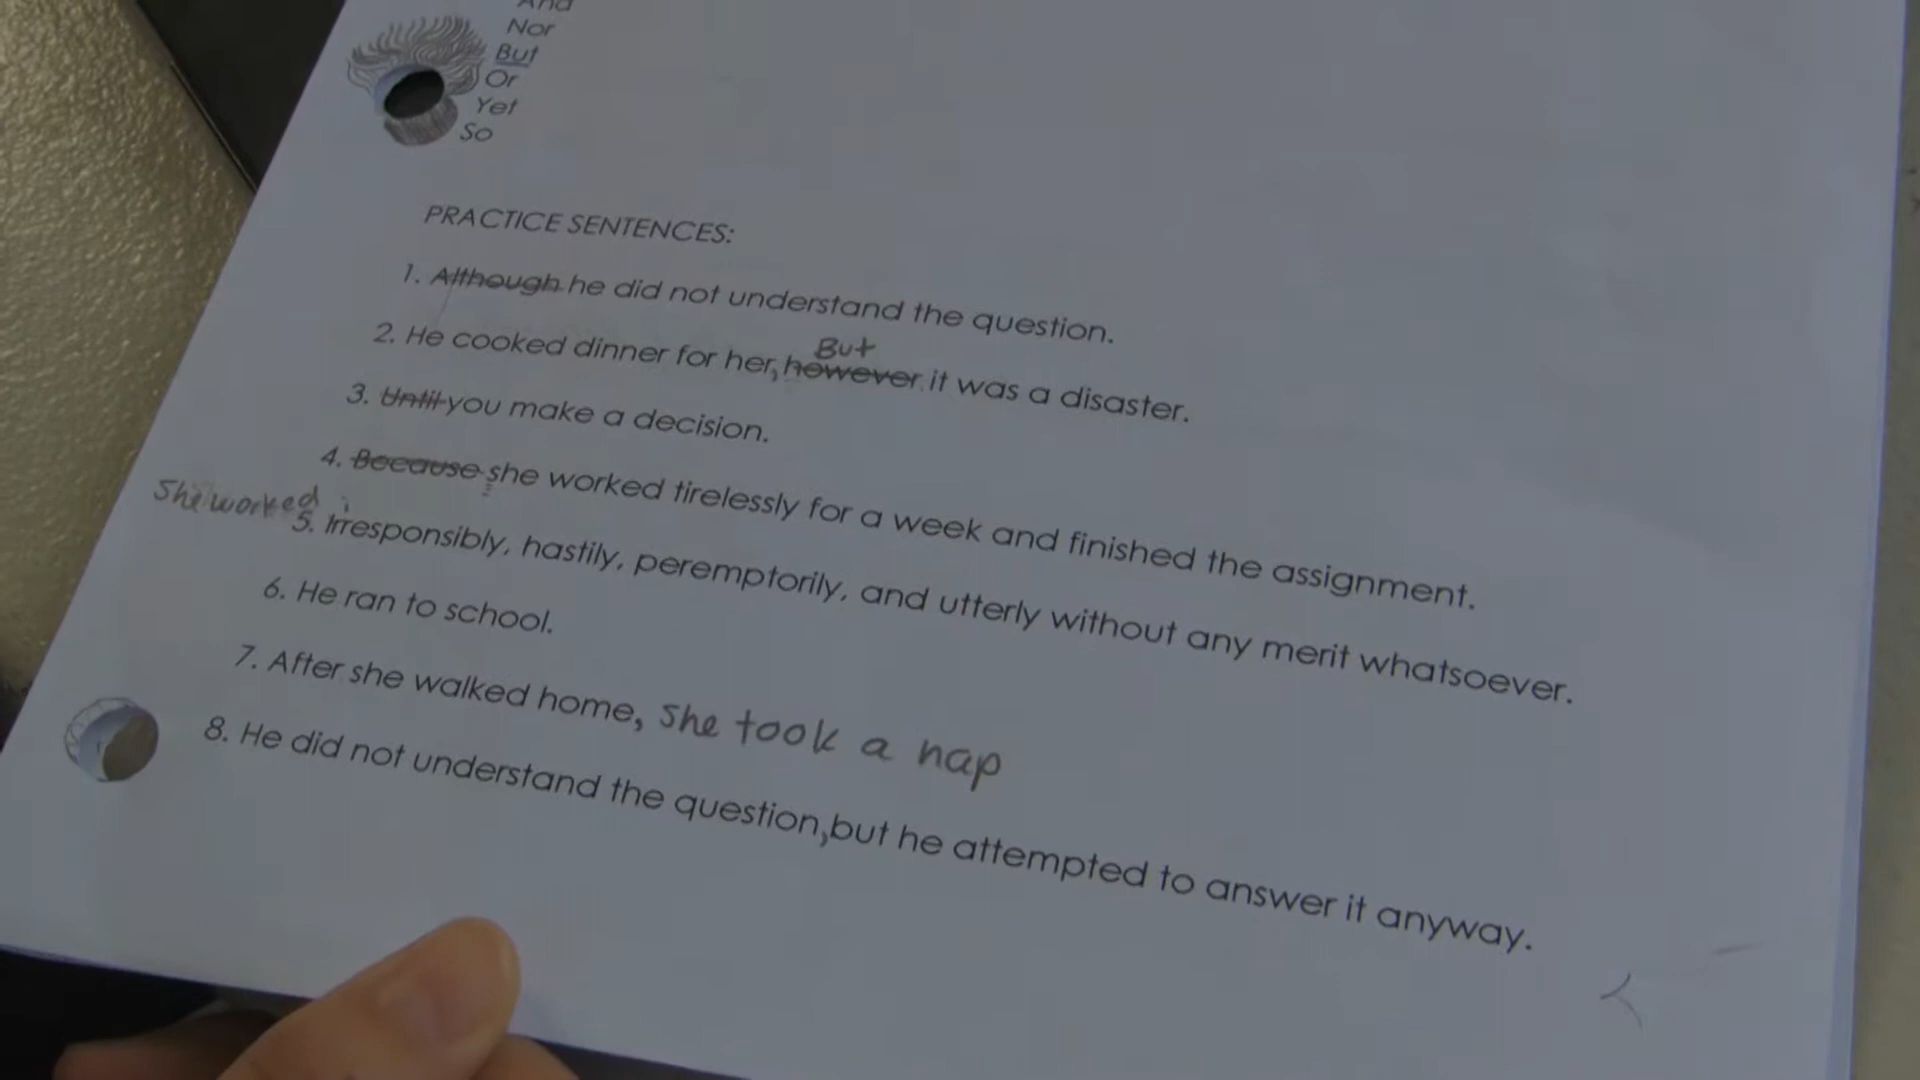 And
Nor
But
Or
Yet
So
PRACTICE SENTENCES:
1. Although he did not understand the question.
But
2. He cooked dinner for her, however it was a disaster.
3. Until you make a decision.
4. Because she worked tirelessly for a week and finished the assignment.
She worked i
5. Irresponsibly, hastily, peremptorily, and utterly without any merit whatsoever.
6. He ran to school.
7. After she walked home, she took a nap
8. He did not understand the question,but he attempted to answer it anyway.